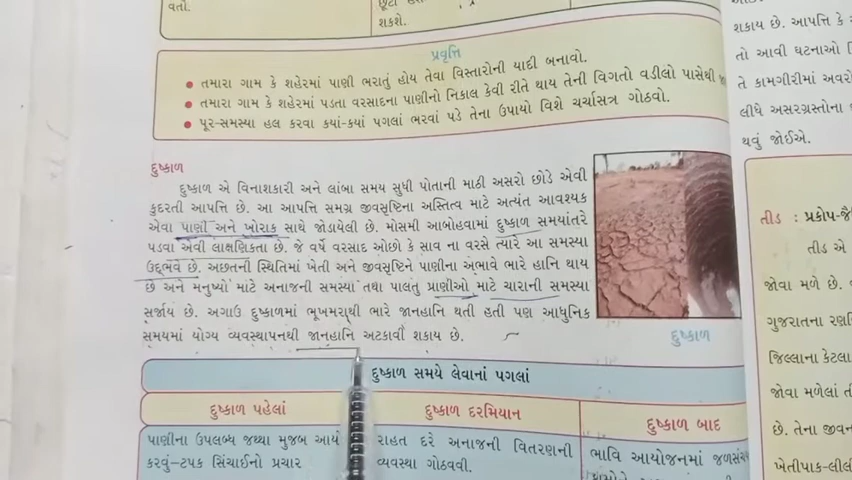 વતો.
શકશે.
પ્રવૃત્તિ
● તમારા ગામ કે શહેરમાં પાણી ભરાતું હોય તેવા વિસ્તારોની યાદી બનાવો.
● તમારા ગામ કે શહેરમાં પડતા વરસાદના પાણીનો નિકાલ કેવી રીતે થાય તેની વિગતો વડીલો પાસેથી
● પૂર-સમસ્યા હલ કરવા કયાં-કયાં પગલાં ભરવાં પડે તેના ઉપાયો વિશે ચર્ચાસત્ર ગોઠવો.
દુષ્કાળ
દુષ્કાળ એ વિનાશકારી અને લાંબા સમય સુધી પોતાની માઠી અસરો છોડે એવી
કુદરતી આપત્તિ છે. આ આપત્તિ સમગ્ર જીવસૃષ્ટિના અસ્તિત્વ માટે અત્યંત આવશ્યક
એવા પાણી અને ખોરાક સાથે જોડાયેલી છે. મોસમી આબોહવામાં દુષ્કાળ સમયાંતરે
પડવા એવી લાક્ષણિકતા છે. જે વર્ષે વરસાદ ઓછો કે સાવ ના વરસે ત્યારે આ સમસ્યા
ઉદ્ભવે છે. અછતની સ્થિતિમાં ખેતી અને જીવસૃષ્ટિને પાણીના અભાવે ભારે હાનિ થાય
છે અને મનુષ્યો માટે અનાજની સમસ્યા તથા પાલતુ પ્રાણીઓ માટે ચારાની સમસ્યા
સર્જાય છે. અગાઉ દુષ્કાળમાં ભૂખમરાથી ભારે જાનહાનિ થતી હતી પણ આધુનિક
સમયમાં યોગ્ય વ્યવસ્થાપનથી જાનહાનિ અટકાવી શકાય છે.
દુષ્કાળ
દુષ્કાળ સમયે લેવાનાં પગલાં
દુષ્કાળ પહેલાં
દુષ્કાળ દરમિયાન
દુષ્કાળ બાદ
પાણીના ઉપલબ્ધ જથ્થા મુજબ
કરવું–ટપક સિંચાઈનો પ્રચાર
રાહત દરે અનાજની વિતરણની
વ્યવસ્થા ગોઠવવી.
ભાવિ આયોજનમાં
શકાય છે. આપત્તિ કે
તો આવી ઘટનાઓ
તે કામગીરીમાં
લીધે અસરગ્રસ્તોના
થવું જોઈએ.
તીડ : પ્રકોપ-જૈ
તીડ એ
જોવા મળે છે.
ગુજરાતના
જિલ્લાના કેટલા
જોવા મળેલાં
છે. તેના જીવન
ખેતીપાક-લીલ